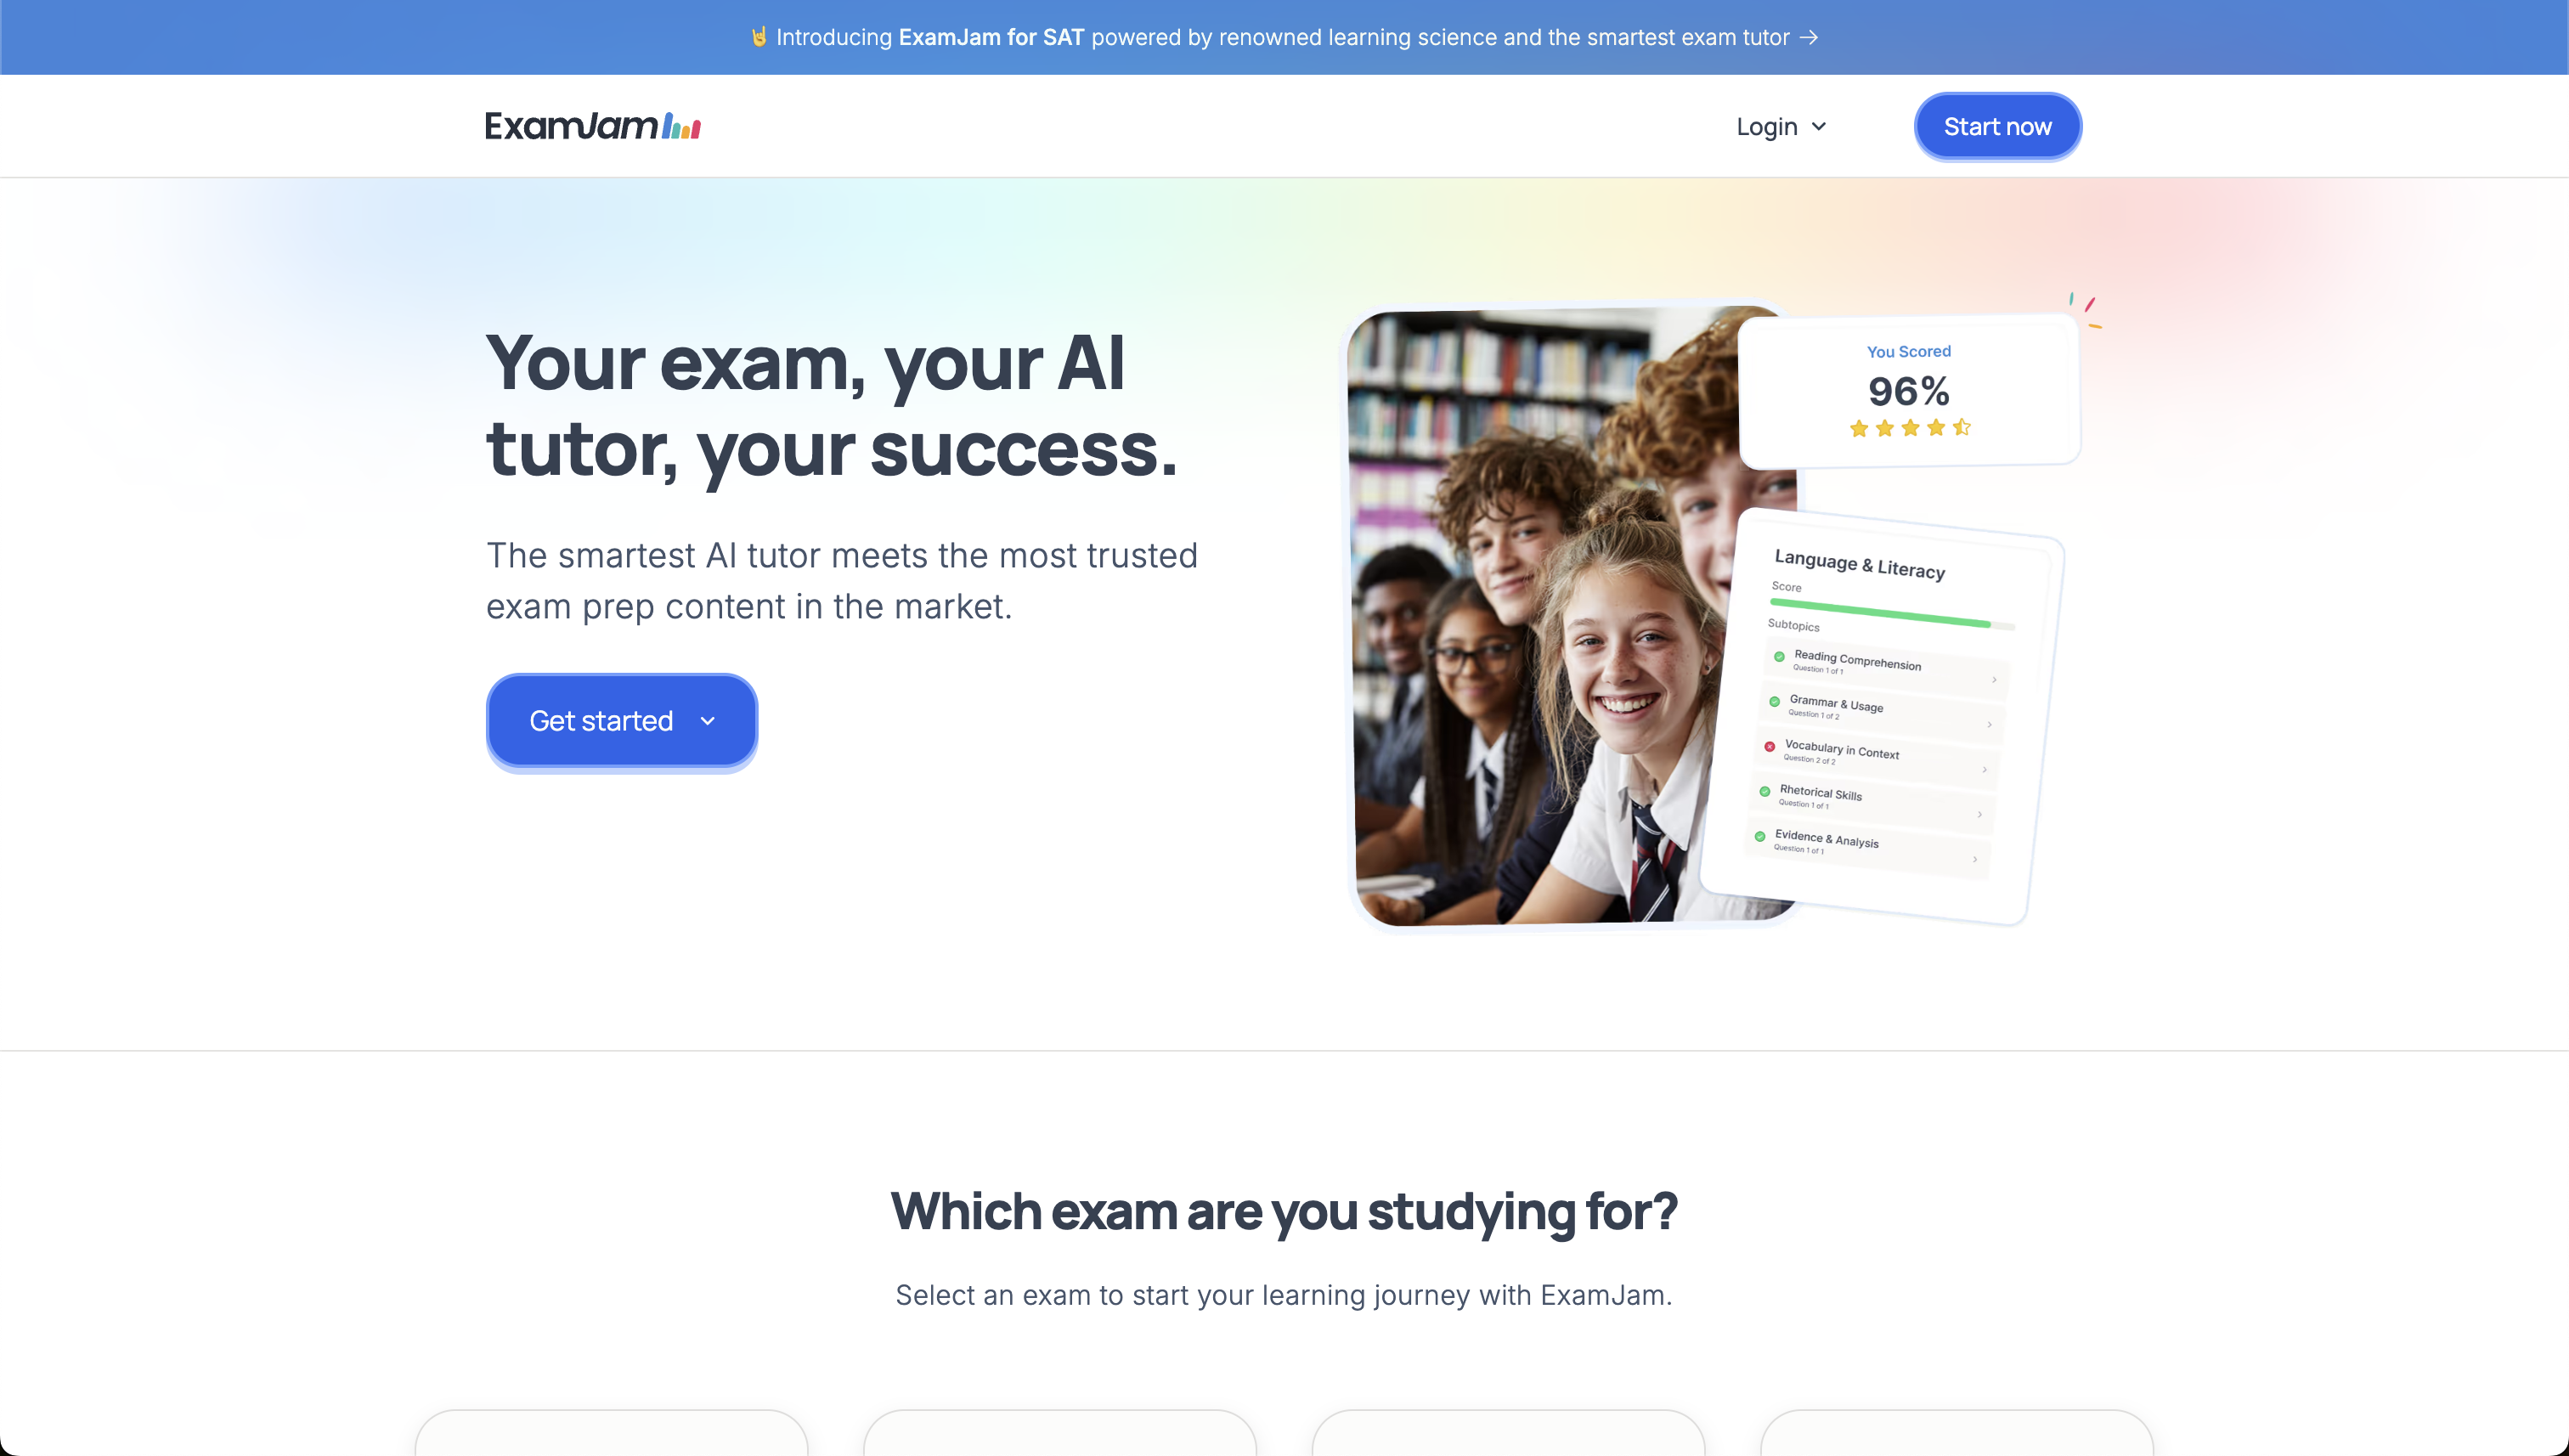 🤘 Introducing ExamJam for SAT powered by renowned learning science and the smartest exam tutor →
ExamJam
Login
Start now
Your exam, your AI
tutor, your success.
The smartest AI tutor meets the most trusted
exam prep content in the market.
Get started
You Scored
96%
Language & Literacy
Score
Subtopics
Reading Comprehension
Question 1 of 1
Grammar & Usage
Question 1 of 2
Vocabulary in Context
Question 2 of 2
Rhetorical Skills
Question 1 of 1
Evidence & Analysis
Question 1 of 1
Which exam are you studying for?
Select an exam to start your learning journey with ExamJam.